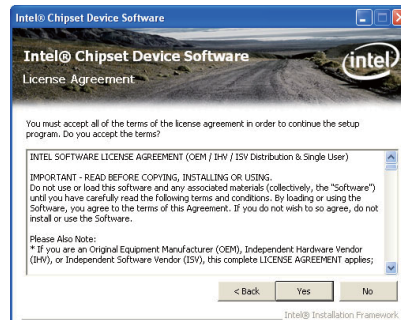 Intel® Chipset Device Software
Intel® Chipset Device Software
License Agreement
intel
You must accept all of the terms of the license agreement in order to continue the setup
program. Do you accept the terms?
INTEL SOFTWARE LICENSE AGREEMENT (OEM / IHV / ISV Distribution & Single User)
IMPORTANT - READ BEFORE COPYING, INSTALLING OR USING.
Do not use or load this software and any associated materials (collectively, the "Software")
until you have carefully read the following terms and conditions. By loading or using the
Software, you agree to the terms of this Agreement. If you do not wish to so agree, do not
install or use the Software.
Please Also Note:
* If you are an Original Equipment Manufacturer (OEM), Independent Hardware Vendor
(IHV), or Independent Software Vendor (ISV), this complete LICENSE AGREEMENT applies;
< Back Yes No
Intel® Installation Framework